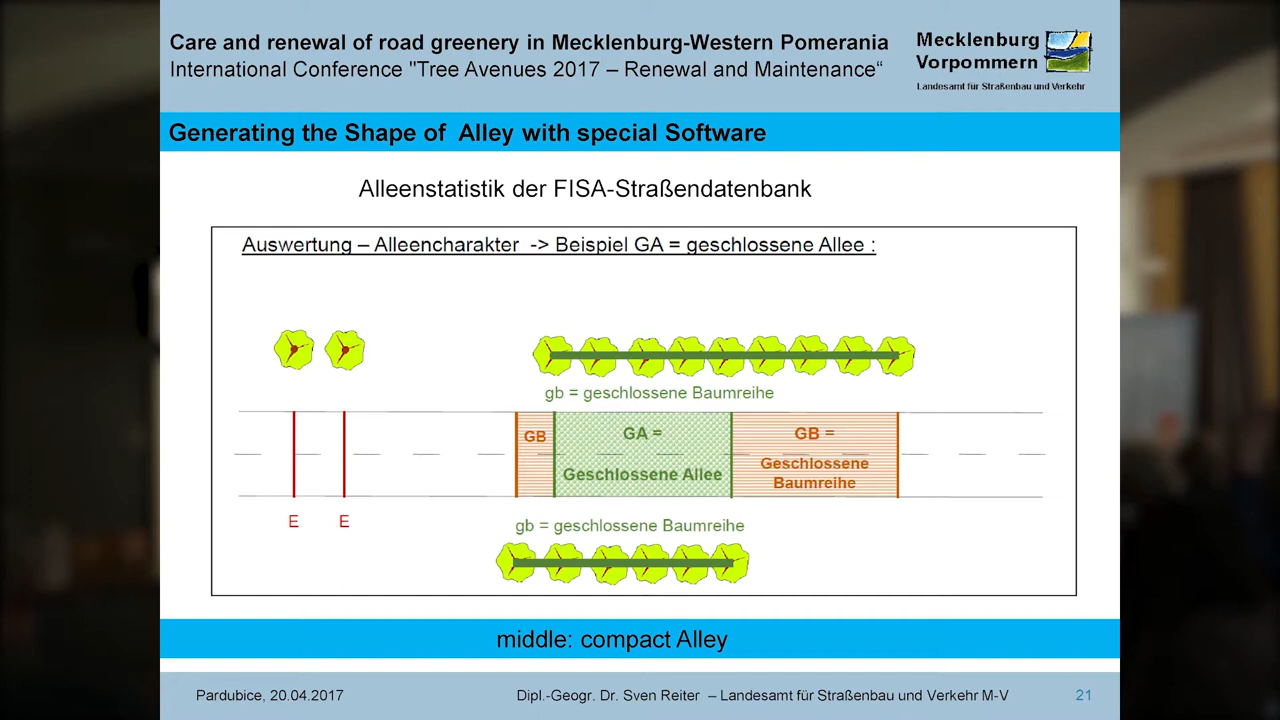 Care and renewal of road greenery in Mecklenburg-Western Pomerania
International Conference "Tree Avenues 2017 – Renewal and Maintenance“
Mecklenburg
Vorpommern
Landesamt für Straßenbau und Verkehr
Generating the Shape of Alley with special Software
Alleenstatistik der FISA-Straßendatenbank
Auswertung – Alleencharakter -> Beispiel GA = geschlossene Allee :
gb = geschlossene Baumreihe
GB
GA =
Geschlossene Allee
GB =
Geschlossene
Baumreihe
E
E
gb = geschlossene Baumreihe
middle: compact Alley
Pardubice, 20.04.2017
Dipl.-Geogr. Dr. Sven Reiter – Landesamt für Straßenbau und Verkehr M-V
21